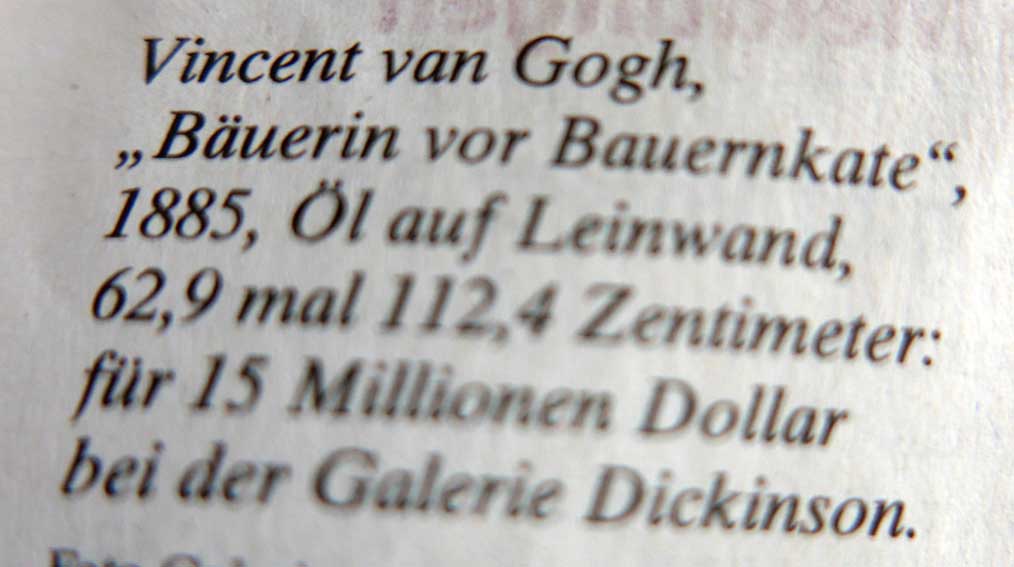 Vincent van Gogh,
„Bäuerin vor Bauernkate“,
1885, Öl auf Leinwand,
62,9 mal 112,4 Zentimeter:
für 15 Millionen Dollar
bei der Galerie Dickinson.